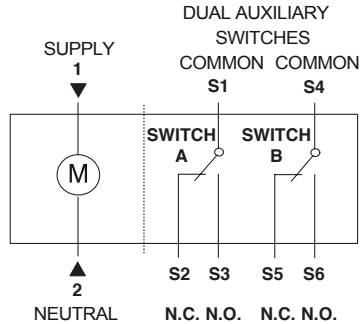 DUAL AUXILIARY
SWITCHES
SUPPLY
1
COMMON COMMON
S1 S4
SWITCH
A
SWITCH
B
M
2
NEUTRAL
S2 S3 S5 S6
N.C. N.O. N.C. N.O.